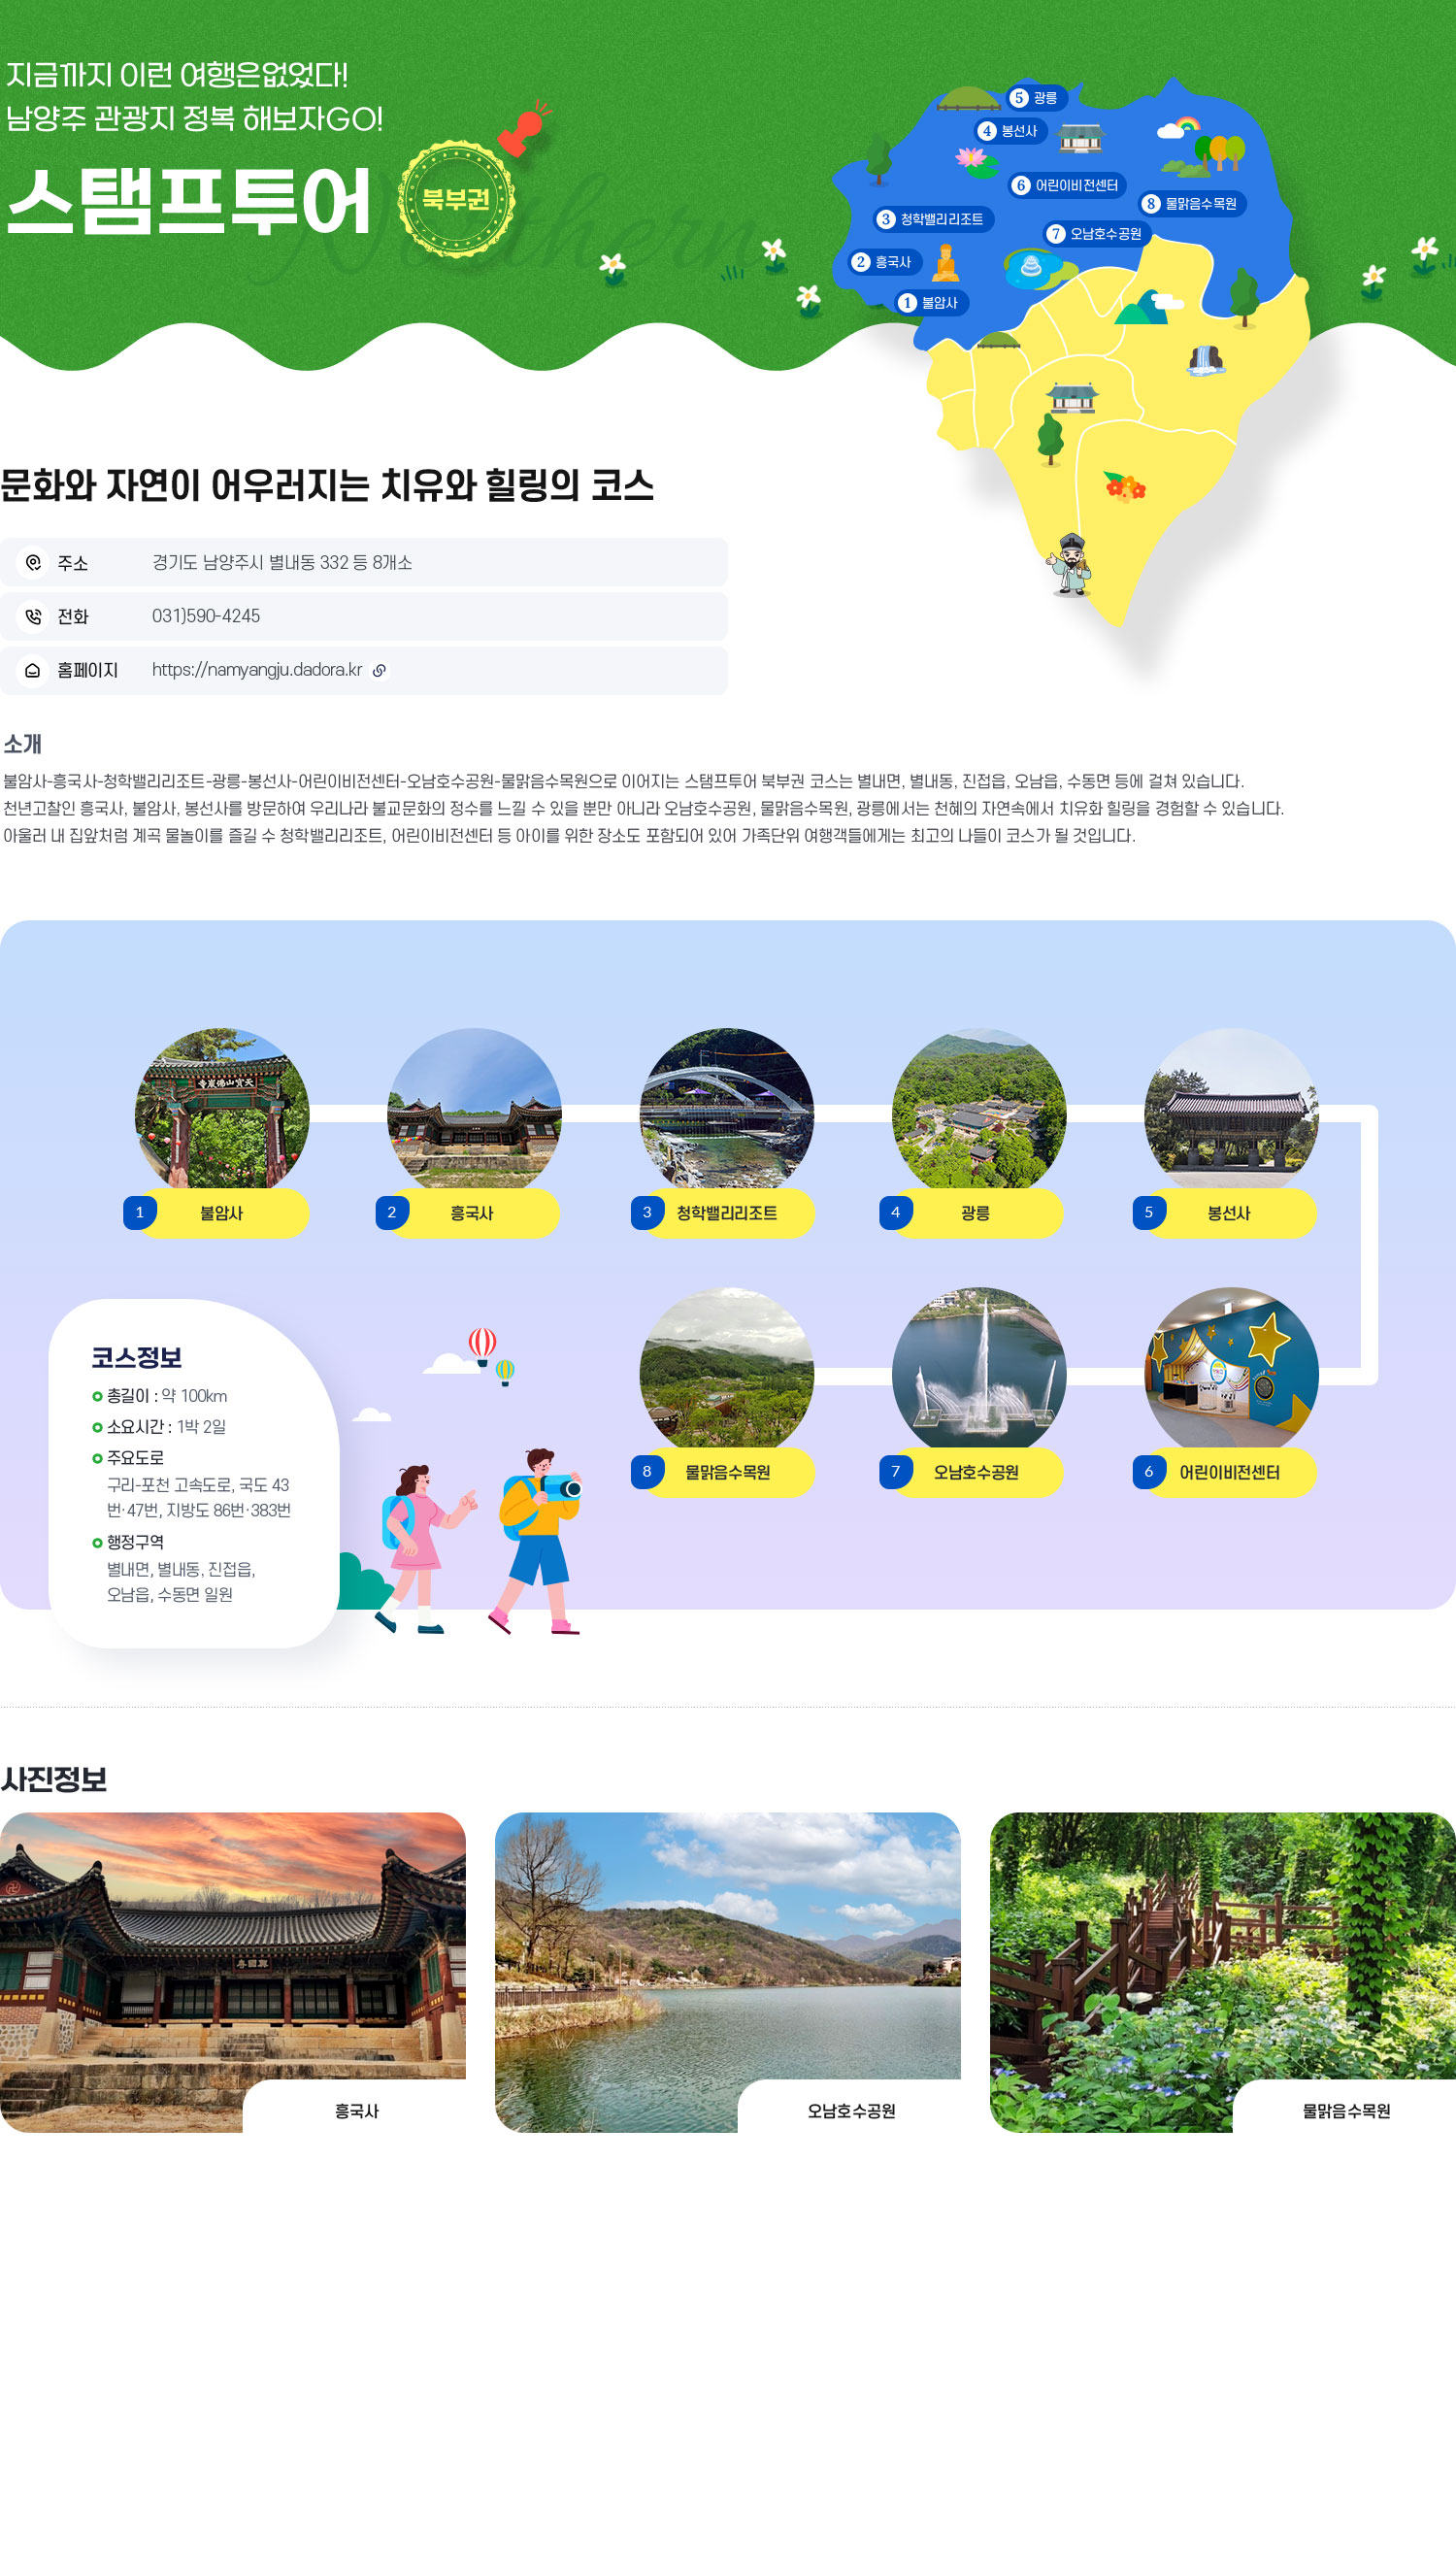 지금까지 이런 여행은없었다!
남양주 관광지 정복 해보자GO!
스탬프투어
북부권
Northern
5 광릉
4 봉선사
6 어린이비전센터
8 물맑음수목원
3 청학밸리리조트
7 오남호수공원
2 흥국사
1 불암사
문화와 자연이 어우러지는 치유와 힐링의 코스
주소 경기도 남양주시 별내동 332 등 8개소
전화 031)590-4245
홈페이지 https://namyangju.dadora.kr
소개
불암사-흥국사-청학밸리리조트-광릉-봉선사-어린이비전센터-오남호수공원-물맑음수목원으로 이어지는 스탬프투어 북부권 코스는 별내면, 별내동, 진접읍, 오남읍, 수동면 등에 걸쳐 있습니다.
천년고찰인 흥국사, 불암사, 봉선사를 방문하여 우리나라 불교문화의 정수를 느낄 수 있을 뿐만 아니라 오남호수공원, 물맑음수목원, 광릉에서는 천혜의 자연속에서 치유화 힐링을 경험할 수 있습니다.
아울러 내 집앞처럼 계곡 물놀이를 즐길 수 청학밸리리조트, 어린이비전센터 등 아이를 위한 장소도 포함되어 있어 가족단위 여행객들에게는 최고의 나들이 코스가 될 것입니다.
寺巖佛山寶天
1 불암사
2 흥국사
3 청학밸리리조트
4 광릉
5 봉선사
8 물맑음수목원
7 오남호수공원
6 어린이비전센터
코스정보
총길이 : 약 100km
소요시간 : 1박 2일
주요도로
구리-포천 고속도로, 국도 43
번·47번, 지방도 86번·383번
행정구역
별내면, 별내동, 진접읍,
오남읍, 수동면 일원
사진정보
흥국사
오남호수공원
물맑음수목원